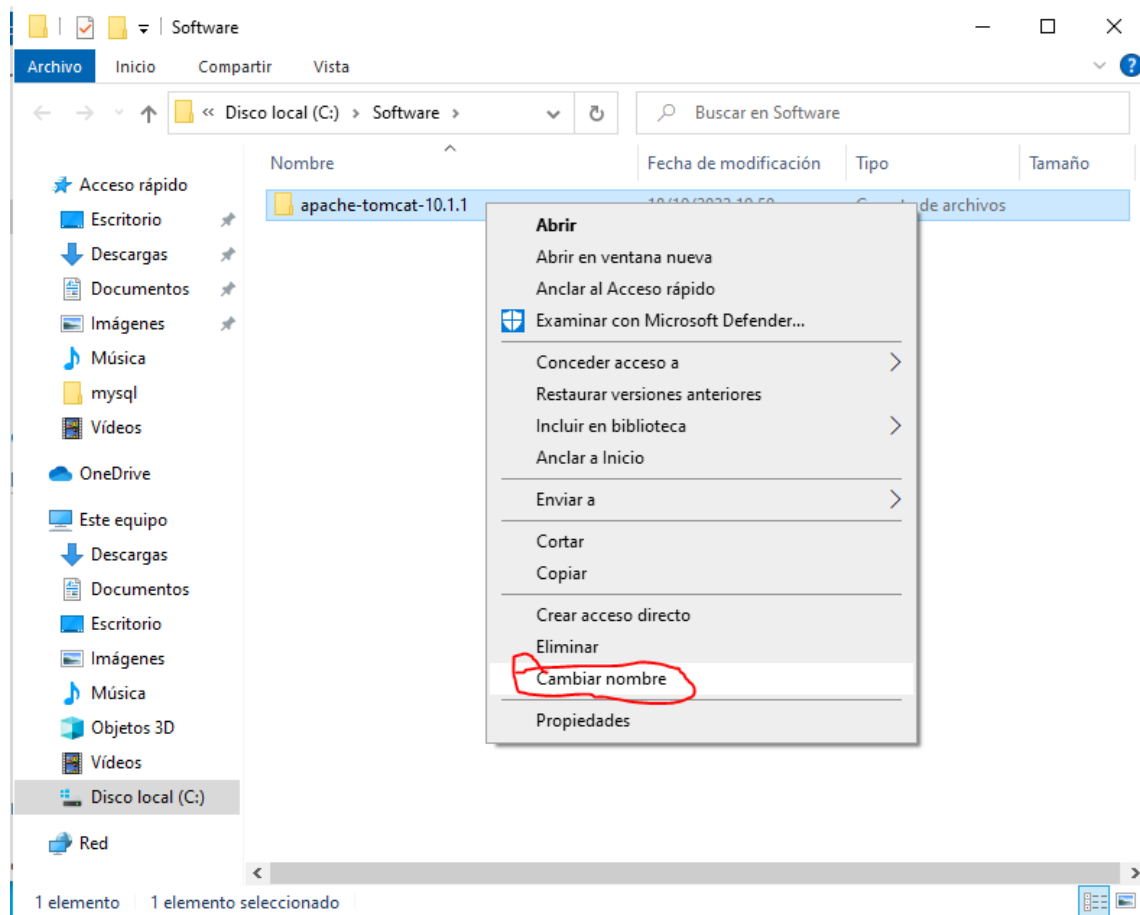 Software
Archivo Inicio Compartir Vista
« Disco local (C:) > Software >
Buscar en Software
Nombre Fecha de modificación Tipo Tamaño
apache-tomcat-10.1.1 de archivos
Acceso rápido
Escritorio
Descargas
Documentos
Imágenes
Música
mysql
Vídeos
OneDrive
Este equipo
Descargas
Documentos
Escritorio
Imágenes
Música
Objetos 3D
Vídeos
Disco local (C:)
Red
Abrir
Abrir en ventana nueva
Anclar al Acceso rápido
Examinar con Microsoft Defender...
Conceder acceso a
Restaurar versiones anteriores
Incluir en biblioteca
Anclar a Inicio
Enviar a
Cortar
Copiar
Crear acceso directo
Eliminar
Cambiar nombre
Propiedades
1 elemento 1 elemento seleccionado